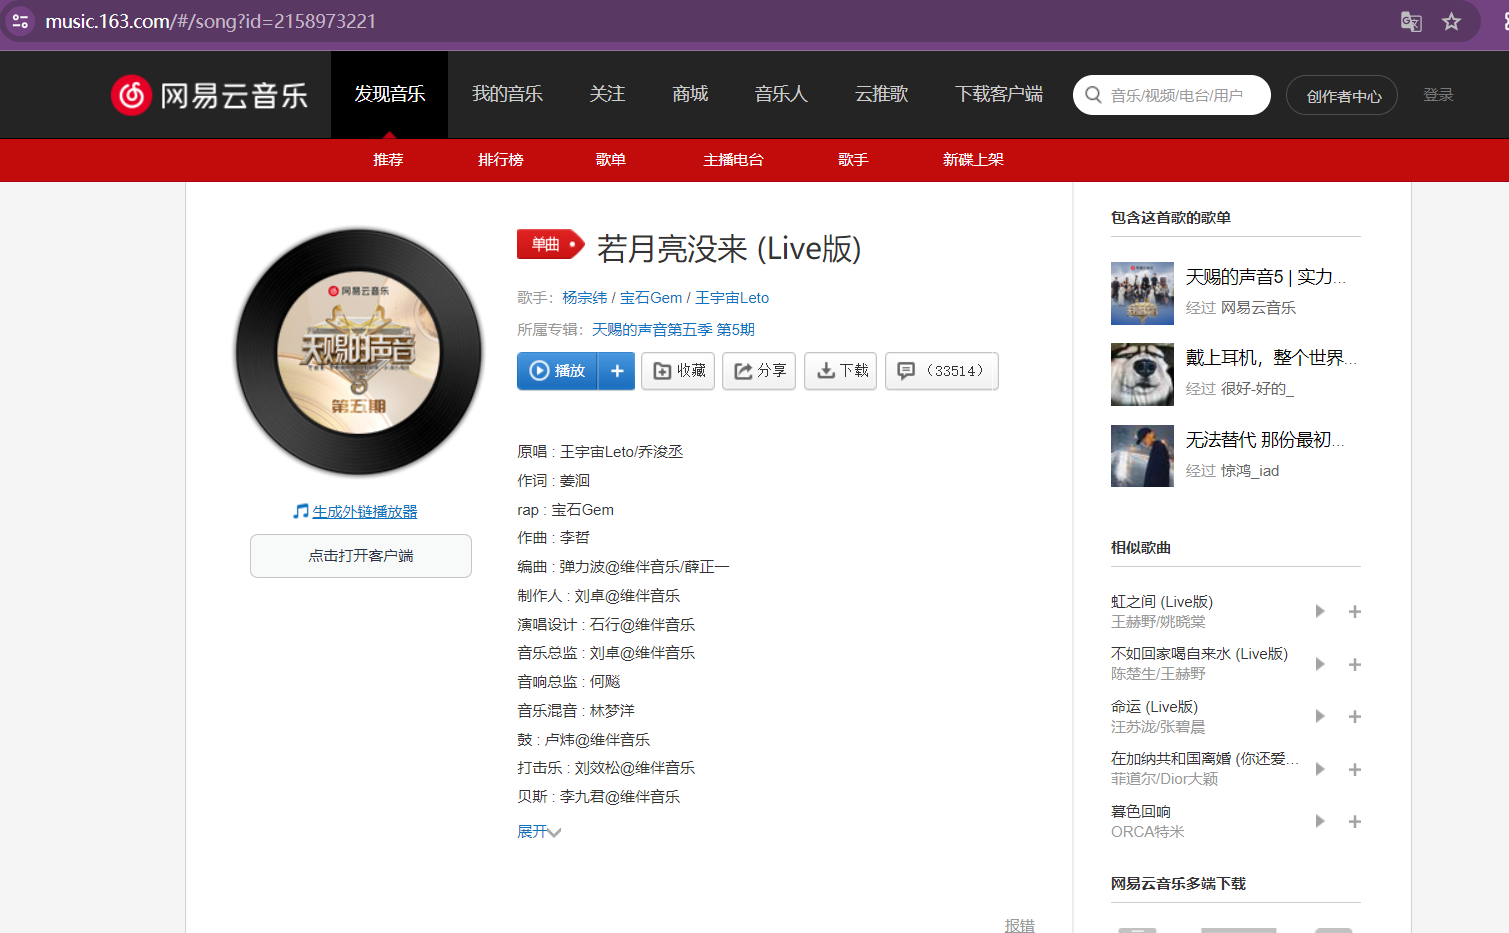 music.163.com/#/song?id=2158973221
网易云音乐
发现音乐
我的音乐
关注
商城
音乐人
云推歌
下载客户端
音乐/视频/电台/用户
创作者中心
登录
推荐
排行榜
歌单
主播电台
歌手
新碟上架
网易云音乐
天赐的声音
5
第五期
生成外链播放器
点击打开客户端
单曲
若月亮没来 (Live版)
歌手：杨宗纬 / 宝石Gem / 王宇宙Leto
所属专辑：天赐的声音第五季 第5期
播放
收藏
分享
下载
（33514）
原唱 : 王宇宙Leto/乔浚丞
作词 : 姜洄
rap : 宝石Gem
作曲 : 李哲
编曲 : 弹力波@维伴音乐/薛正一
制作人 : 刘卓@维伴音乐
演唱设计 : 石行@维伴音乐
音乐总监 : 刘卓@维伴音乐
音响总监 : 何飚
音乐混音 : 林梦洋
鼓 : 卢炜@维伴音乐
打击乐 : 刘效松@维伴音乐
贝斯 : 李九君@维伴音乐
展开
报错
包含这首歌的歌单
天赐的声音5 | 实力...
经过 网易云音乐
戴上耳机，整个世界...
经过 很好-好的_
无法替代 那份最初...
经过 惊鸿_iad
相似歌曲
虹之间 (Live版)
王赫野/姚晓棠
不如回家喝自来水 (Live版)
陈楚生/王赫野
命运 (Live版)
汪苏泷/张碧晨
在加纳共和国离婚 (你还爱...
菲道尔/Dior大颖
暮色回响
ORCA特米
网易云音乐多端下载